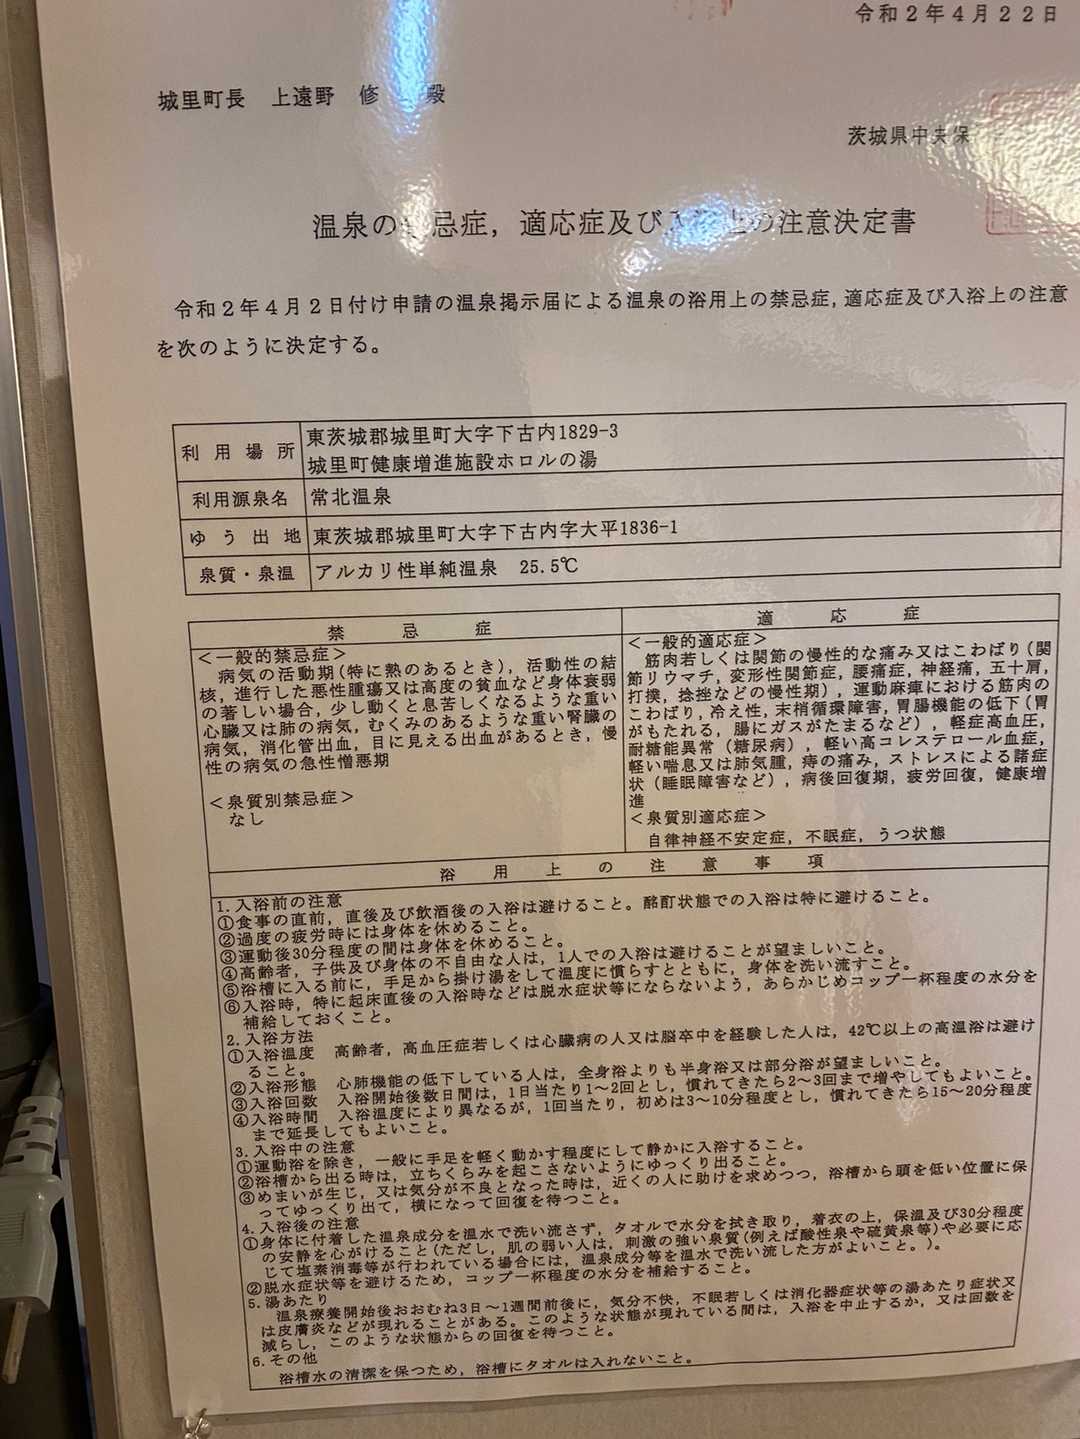 令和２年４月２２日
城里町長　上遠野　修　殿
茨城県中央保
温泉の 忌症，適応症及び入浴上の注意決定書
令和２年４月２日付け申請の温泉掲示届による温泉の浴用上の禁忌症，適応症及び入浴上の注意
を次のように決定する。
利用場所
東茨城郡城里町大字下古内1829-3
城里町健康増進施設ホロルの湯
利用源泉名
常北温泉
ゆう出地
東茨城郡城里町大字下古内字大平1836-1
泉質・泉温
アルカリ性単純温泉　25.5℃
禁忌症
＜一般的禁忌症＞
病気の活動期(特に熱のあるとき)，活動性の結
核，進行した悪性腫瘍又は高度の貧血など身体衰弱
の著しい場合，少し動くと息苦しくなるような重い
心臓又は肺の病気，むくみのあるような重い腎臓の
病気，消化管出血，目に見える出血があるとき，慢
性の病気の急性憎悪期
＜泉質別禁忌症＞
なし
適応症
＜一般的適応症＞
筋肉若しくは関節の慢性的な痛み又はこわばり（関
節リウマチ，変形性関節症，腰痛症，神経痛，五十肩，
打撲，捻挫などの慢性期），運動麻痺における筋肉の
こわばり，冷え性，末梢循環障害，胃腸機能の低下（胃
がもたれる，腸にガスがたまるなど），軽症高血圧，
耐糖能異常（糖尿病），軽い高コレステロール血症，
軽い喘息又は肺気腫，痔の痛み，ストレスによる諸症
状（睡眠障害など），病後回復期，疲労回復，健康増
進
＜泉質別適応症＞
自律神経不安定症，不眠症，うつ状態
浴用上の注意事項
1.入浴前の注意
①食事の直前，直後及び飲酒後の入浴は避けること。酩酊状態での入浴は特に避けること。
②過度の疲労時には身体を休めること。
③運動後30分程度の間は身体を休めること。
④高齢者，子供及び身体の不自由な人は，1人での入浴は避けることが望ましいこと。
⑤浴槽に入る前に，手足から掛け湯をして温度に慣らすとともに，身体を洗い流すこと。
⑥入浴時，特に起床直後の入浴時などは脱水症状等にならないよう，あらかじめコップ一杯程度の水分を
補給しておくこと。
2.入浴方法
①入浴温度　高齢者，高血圧症若しくは心臓病の人又は脳卒中を経験した人は，42℃以上の高温浴は避け
ること。
②入浴形態　心肺機能の低下している人は，全身浴よりも半身浴又は部分浴が望ましいこと。
③入浴回数　入浴開始後数日間は，1日当たり1～2回とし，慣れてきたら2～3回まで増やしてもよいこと。
④入浴時間　入浴温度により異なるが，1回当たり，初めは3～10分程度とし，慣れてきたら15～20分程度
まで延長してもよいこと。
3.入浴中の注意
①運動浴を除き，一般に手足を軽く動かす程度にして静かに入浴すること。
②浴槽から出る時は，立ちくらみを起こさないようにゆっくり出ること。
③めまいが生じ，又は気分が不良となった時は，近くの人に助けを求めつつ，浴槽から頭を低い位置に保
ってゆっくり出て，横になって回復を待つこと。
4.入浴後の注意
①身体に付着した温泉成分を温水で洗い流さず，タオルで水分を拭き取り，着衣の上，保温及び30分程度
の安静を心がけること(ただし，肌の弱い人は，刺激の強い泉質(例えば酸性泉や硫黄泉等)や必要に応
じて塩素消毒等が行われている場合には，温泉成分等を温水で洗い流した方がよいこと。)。
②脱水症状等を避けるため，コップ一杯程度の水分を補給すること。
5.湯あたり
温泉療養開始後おおむね3日～1週間前後に，気分不快，不眠若しくは消化器症状等の湯あたり症状又
は皮膚炎などが現れることがある。このような状態が現れている間は，入浴を中止するか，又は回数を
減らし，このような状態からの回復を待つこと。
6.その他
浴槽水の清潔を保つため，浴槽にタオルは入れないこと。